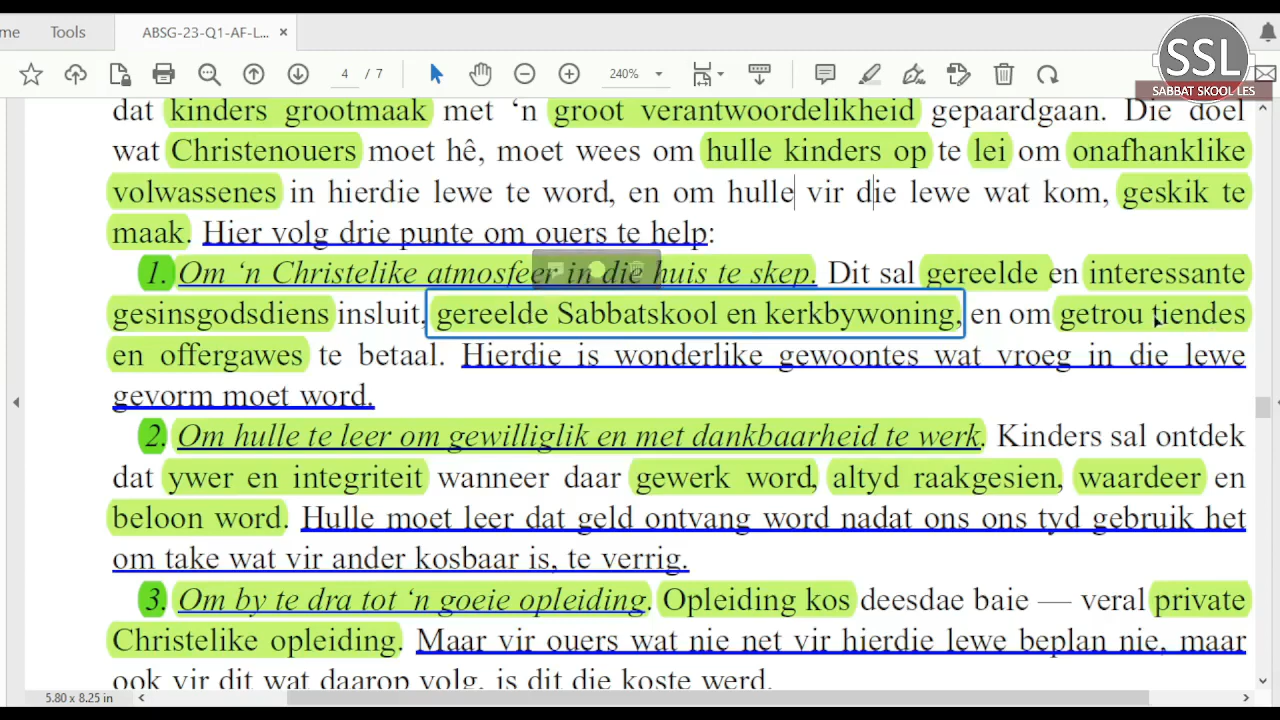 me Tools ABSG-23-Q1-AF-L... ×
4 / 7 240%
SSL
SABBAT SKOOL LES
dat kinders grootmaak met ‘n groot verantwoordelikheid gepaardgaan. Die doel
wat Christenouers moet hê, moet wees om hulle kinders op te lei om onafhanklike
volwassenes in hierdie lewe te word, en om hulle vir die lewe wat kom, geskik te
maak. Hier volg drie punte om ouers te help:
1. Om ‘n Christelike atmosfeer in die huis te skep. Dit sal gereelde en interessante
gesinsgodsdiens insluit, gereelde Sabbatskool en kerkbywoning, en om getrou tiendes
en offergawes te betaal. Hierdie is wonderlike gewoontes wat vroeg in die lewe
gevorm moet word.
2. Om hulle te leer om gewilliglik en met dankbaarheid te werk. Kinders sal ontdek
dat ywer en integriteit wanneer daar gewerk word, altyd raakgesien, waardeer en
beloon word. Hulle moet leer dat geld ontvang word nadat ons ons tyd gebruik het
om take wat vir ander kosbaar is, te verrig.
3. Om by te dra tot ‘n goeie opleiding. Opleiding kos deesdae baie — veral private
Christelike opleiding. Maar vir ouers wat nie net vir hierdie lewe beplan nie, maar
ook vir dit wat daarop volg, is dit die koste werd.
5.80 x 8.25 in